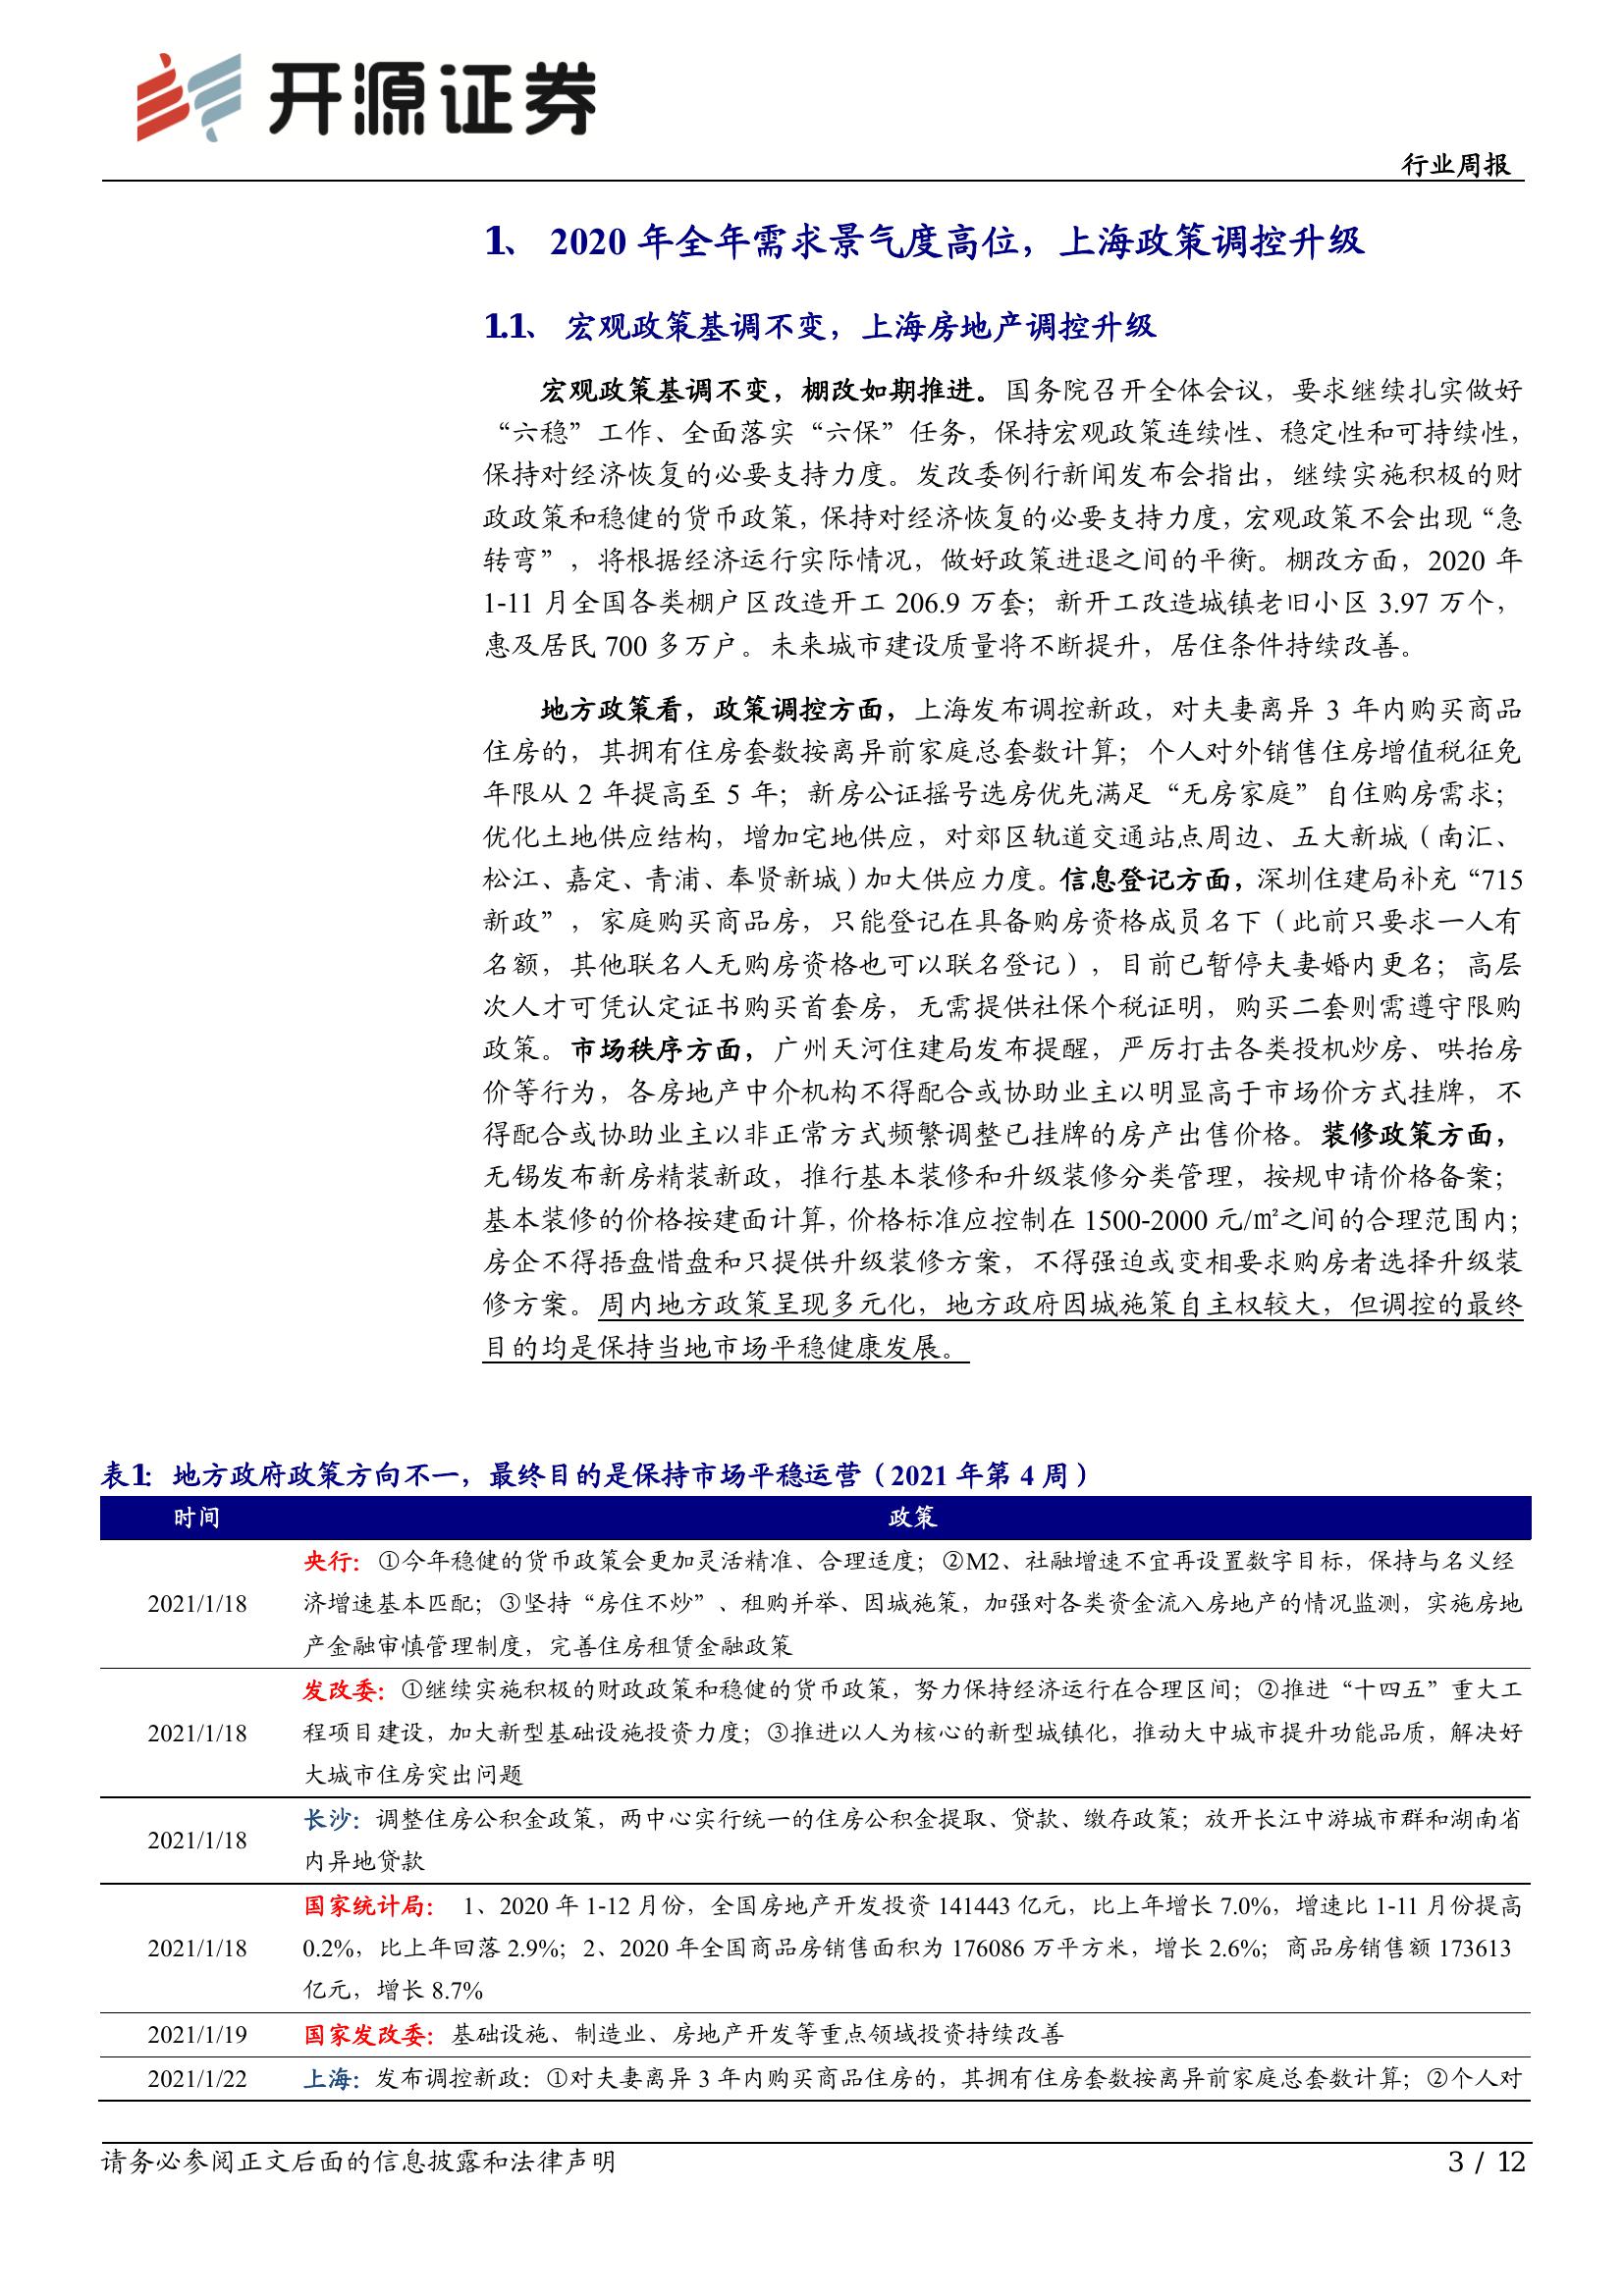 开源证券
行业周报
1、 2020 年全年需求景气度高位，上海政策调控升级
1.1、 宏观政策基调不变，上海房地产调控升级
宏观政策基调不变，棚改如期推进。国务院召开全体会议，要求继续扎实做好
“六稳”工作、全面落实“六保”任务，保持宏观政策连续性、稳定性和可持续性，
保持对经济恢复的必要支持力度。发改委例行新闻发布会指出，继续实施积极的财
政政策和稳健的货币政策，保持对经济恢复的必要支持力度，宏观政策不会出现“急
转弯”，将根据经济运行实际情况，做好政策进退之间的平衡。棚改方面，2020 年
1-11 月全国各类棚户区改造开工 206.9 万套；新开工改造城镇老旧小区 3.97 万个，
惠及居民 700 多万户。未来城市建设质量将不断提升，居住条件持续改善。
地方政策看，政策调控方面，上海发布调控新政，对夫妻离异 3 年内购买商品
住房的，其拥有住房套数按离异前家庭总套数计算；个人对外销售住房增值税征免
年限从 2 年提高至 5 年；新房公证摇号选房优先满足“无房家庭”自住购房需求；
优化土地供应结构，增加宅地供应，对郊区轨道交通站点周边、五大新城（南汇、
松江、嘉定、青浦、奉贤新城）加大供应力度。信息登记方面，深圳住建局补充“715
新政”，家庭购买商品房，只能登记在具备购房资格成员名下（此前只要求一人有
名额，其他联名人无购房资格也可以联名登记），目前已暂停夫妻婚内更名；高层
次人才可凭认定证书购买首套房，无需提供社保个税证明，购买二套则需遵守限购
政策。市场秩序方面，广州天河住建局发布提醒，严厉打击各类投机炒房、哄抬房
价等行为，各房地产中介机构不得配合或协助业主以明显高于市场价方式挂牌，不
得配合或协助业主以非正常方式频繁调整已挂牌的房产出售价格。装修政策方面，
无锡发布新房精装新政，推行基本装修和升级装修分类管理，按规申请价格备案；
基本装修的价格按建面计算，价格标准应控制在 1500-2000 元/㎡之间的合理范围内；
房企不得捂盘惜盘和只提供升级装修方案，不得强迫或变相要求购房者选择升级装
修方案。周内地方政策呈现多元化，地方政府因城施策自主权较大，但调控的最终
目的均是保持当地市场平稳健康发展。
表1：地方政府政策方向不一，最终目的是保持市场平稳运营（2021 年第 4 周）
时间 政策
央行：①今年稳健的货币政策会更加灵活精准、合理适度；②M2、社融增速不宜再设置数字目标，保持与名义经
2021/1/18 济增速基本匹配；③坚持“房住不炒”、租购并举、因城施策，加强对各类资金流入房地产的情况监测，实施房地
产金融审慎管理制度，完善住房租赁金融政策
发改委：①继续实施积极的财政政策和稳健的货币政策，努力保持经济运行在合理区间；②推进“十四五”重大工
2021/1/18 程项目建设，加大新型基础设施投资力度；③推进以人为核心的新型城镇化，推动大中城市提升功能品质，解决好
大城市住房突出问题
2021/1/18 长沙：调整住房公积金政策，两中心实行统一的住房公积金提取、贷款、缴存政策；放开长江中游城市群和湖南省
内异地贷款
国家统计局： 1、2020 年 1-12 月份，全国房地产开发投资 141443 亿元，比上年增长 7.0%，增速比 1-11 月份提高
2021/1/18 0.2%，比上年回落 2.9%；2、2020 年全国商品房销售面积为 176086 万平方米，增长 2.6%；商品房销售额 173613
亿元，增长 8.7%
2021/1/19 国家发改委：基础设施、制造业、房地产开发等重点领域投资持续改善
2021/1/22 上海：发布调控新政：①对夫妻离异 3 年内购买商品住房的，其拥有住房套数按离异前家庭总套数计算；②个人对
请务必参阅正文后面的信息披露和法律声明 3 / 12